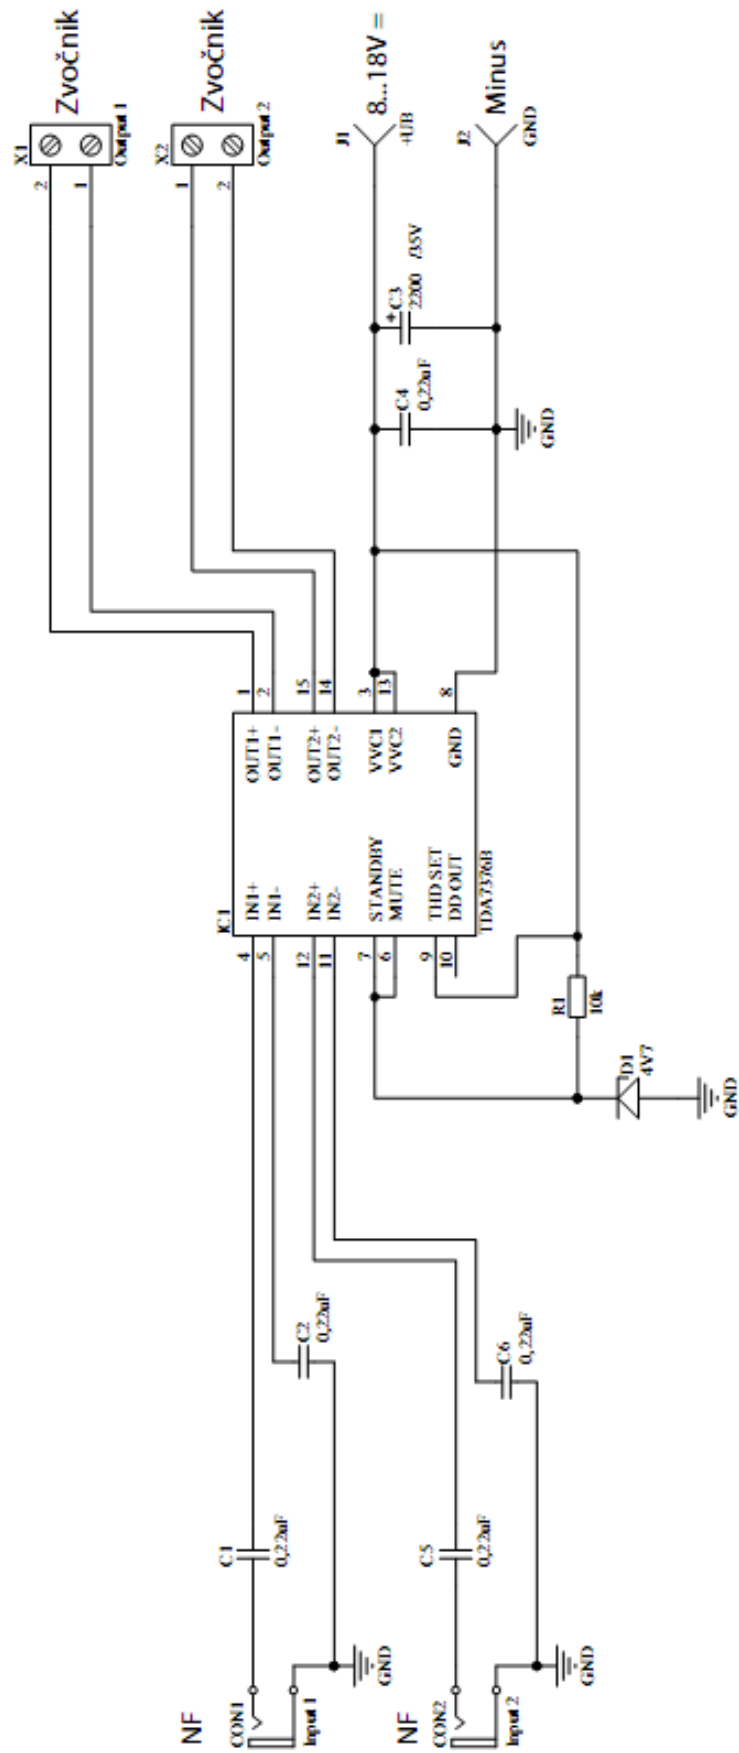 NF
CON1
Input 1
GND
C1
0,22uF
C2
0,22uF
NF
CON2
Input 2
GND
C5
0,22uF
C6
0,22uF
D1
4V7
GND
R1
10k
IC1
TDA7376B
4
IN1+
5
IN1-
12
IN2+
11
IN2-
7
STANDBY
6
MUTE
9
THD SET
10
DD OUT
OUT1+
1
OUT1-
2
OUT2+
15
OUT2-
14
VVC1
3
VVC2
13
GND
8
C4
0,22uF
GND
+
C3
2200 /35V
X1
2
1
Output 1
Zvočnik
X2
1
2
Output 2
Zvočnik
J1
+UB
8...18V=
J2
GND
Minus